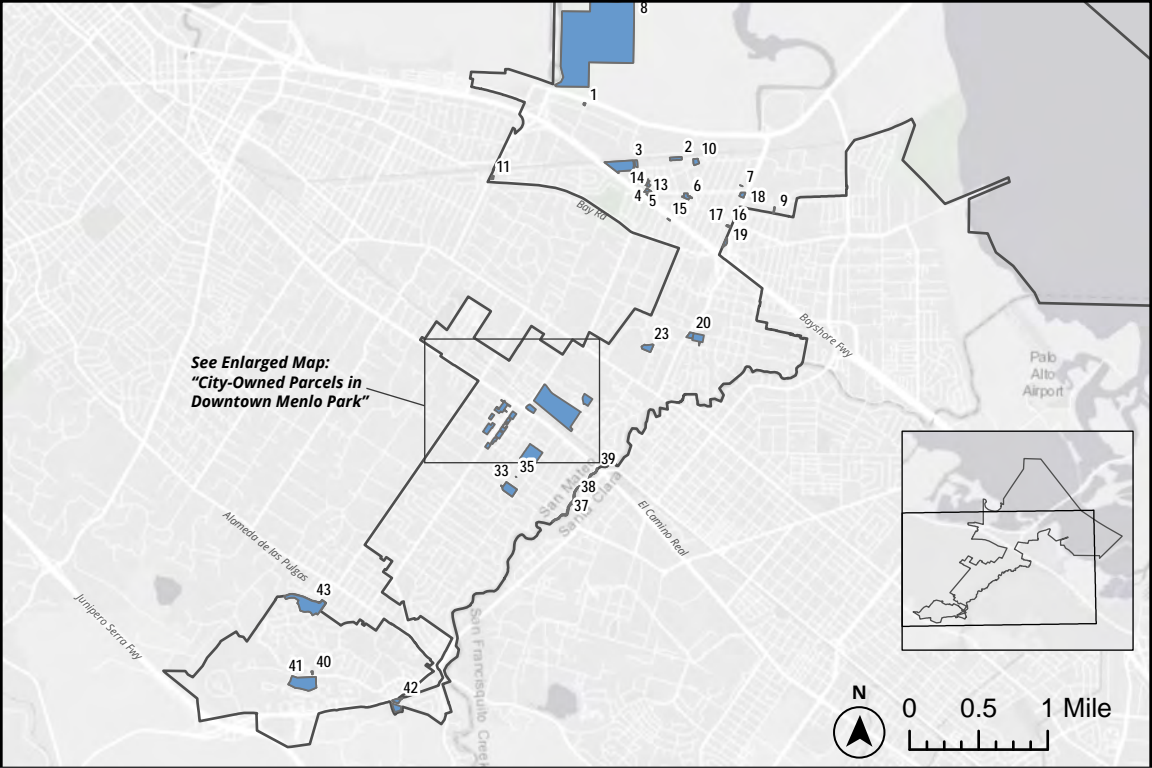 8
1
3
2
10
11
14
13
6
7
4
5
18
9
15
17
16
19
Bay Rd
Bayshore Fwy
23
20
Palo
Alto
Airport
See Enlarged Map:
“City-Owned Parcels in
Downtown Menlo Park”
33
35
39
38
37
San Mateo
Santa Clara
El Camino Real
Alameda de las Pulgas
Junipero Serra Fwy
43
41
40
42
San Francisquito Creek
N
0 0.5 1 Mile